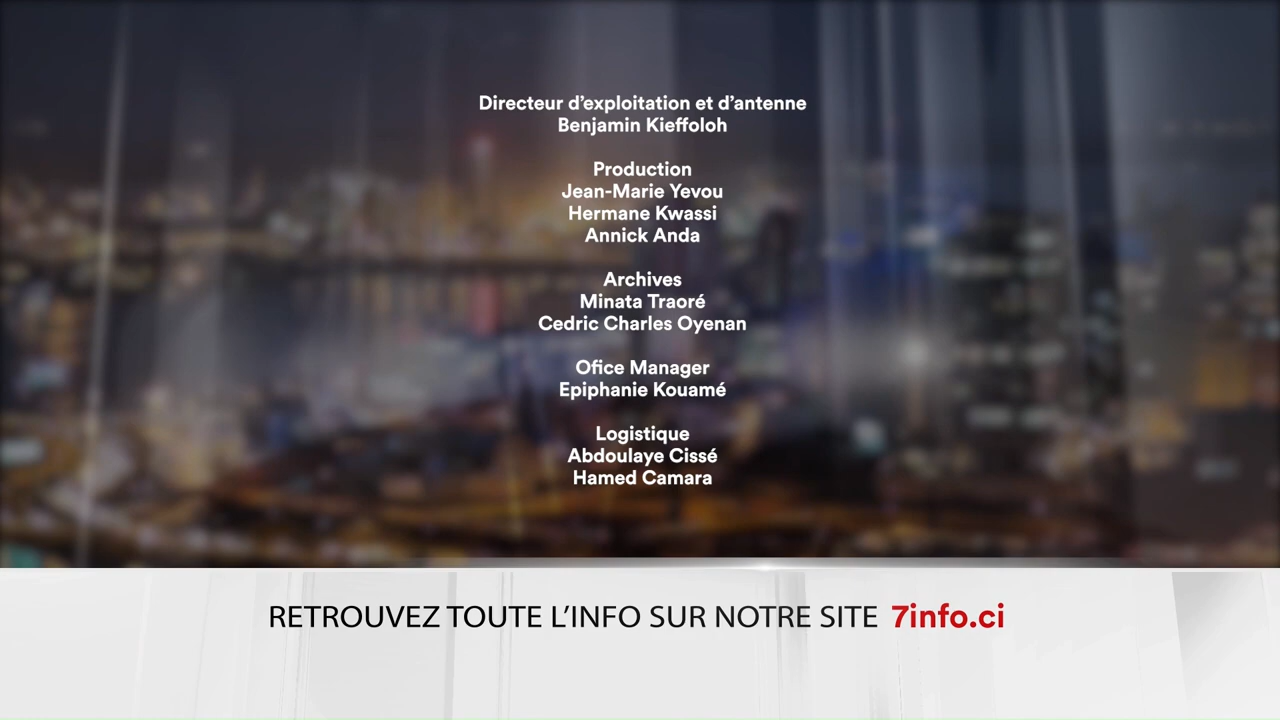 Directeur d'exploitation et d'antenne
Benjamin Kieffoloh
Production
Jean-Marie Yevou
Hermane Kwassi
Annick Anda
Archives
Minata Traoré
Cedric Charles Oyenan
Ofice Manager
Epiphanie Kouamé
Logistique
Abdoulaye Cissé
Hamed Camara
RETROUVEZ TOUTE L'INFO SUR NOTRE SITE 7info.ci